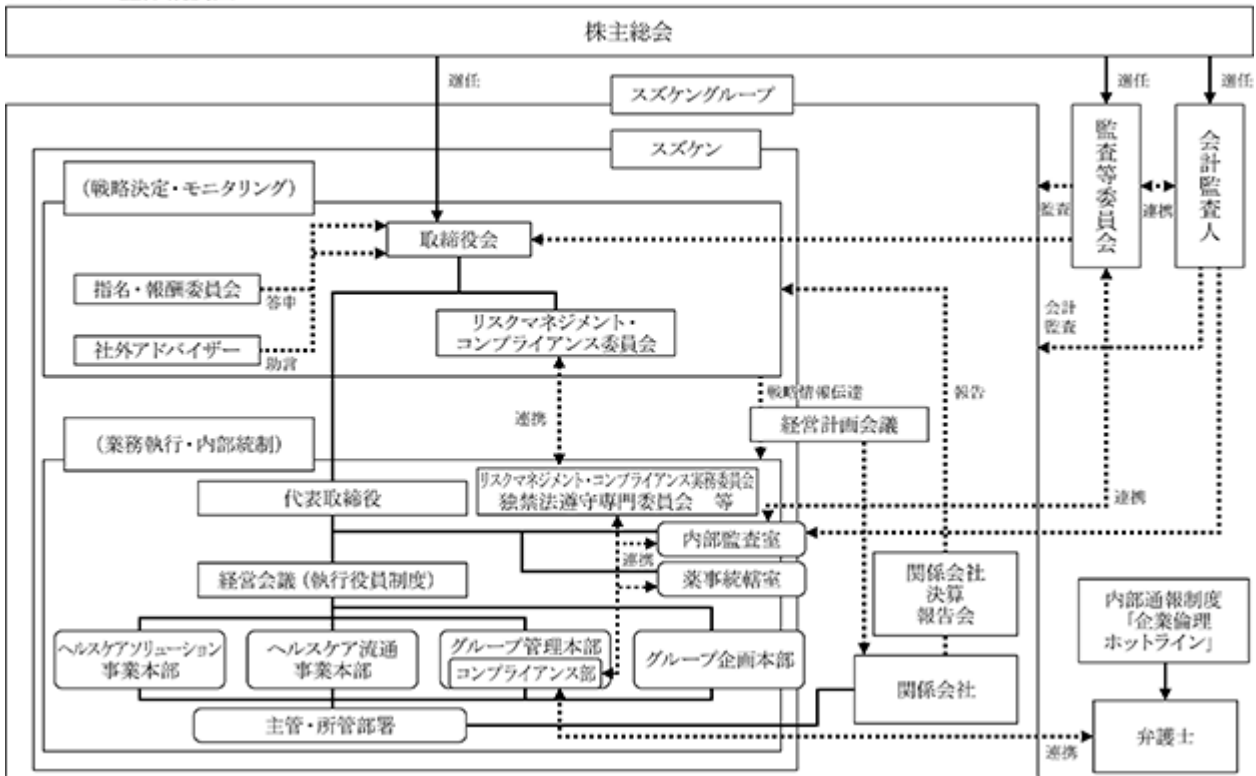 株主総会
選任
選任
選任
スズケングループ
スズケン
監査等委員会
会計監査人
(戦略決定・モニタリング)
監査
連携
取締役会
指名・報酬委員会
答申
リスクマネジメント・
コンプライアンス委員会
会計
監査
社外アドバイザー
助言
戦略情報伝達
報告
連携
経営計画会議
(業務執行・内部統制)
代表取締役
リスクマネジメント・コンプライアンス実務委員会
独禁法遵守専門委員会 等
連携
内部監査室
連携
経営会議(執行役員制度)
薬事統轄室
関係会社
決算
報告会
内部通報制度
「企業倫理
ホットライン」
ヘルスケアソリューション
事業本部
ヘルスケア流通
事業本部
グループ管理本部
コンプライアンス部
グループ企画本部
関係会社
主管・所管部署
連携
弁護士